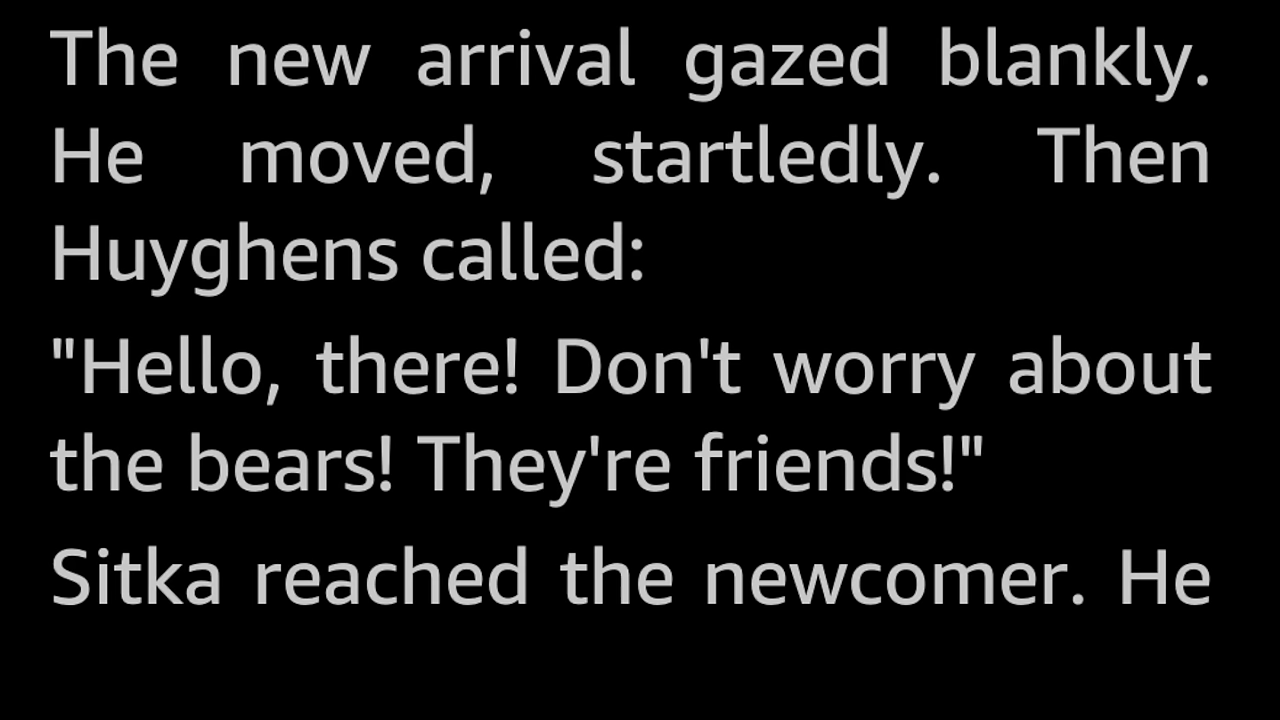 The new arrival gazed blankly.
He moved, startledly. Then
Huyghens called:
"Hello, there! Don't worry about
the bears! They're friends!"
Sitka reached the newcomer. He